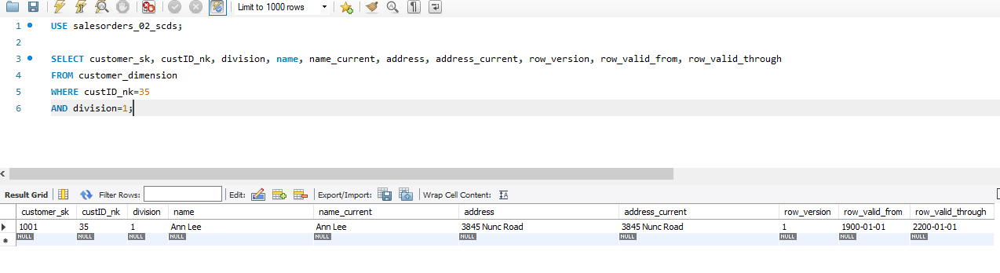 Limit to 1000 rows
1 USE salesorders_02_scds;
2
3 SELECT customer_sk, custID_nk, division, name, name_current, address, address_current, row_version, row_valid_from, row_valid_through
4 FROM customer_dimension
5 WHERE custID_nk=35
6 AND division=1;
Result Grid Filter Rows: Edit: Export/Import: Wrap Cell Content:
customer_sk custID_nk division name name_current address address_current row_version row_valid_from row_valid_through
1001 35 1 Ann Lee Ann Lee 3845 Nunc Road 3845 Nunc Road 1 1900-01-01 2200-01-01
NULL NULL NULL NULL NULL NULL NULL NULL NULL NULL